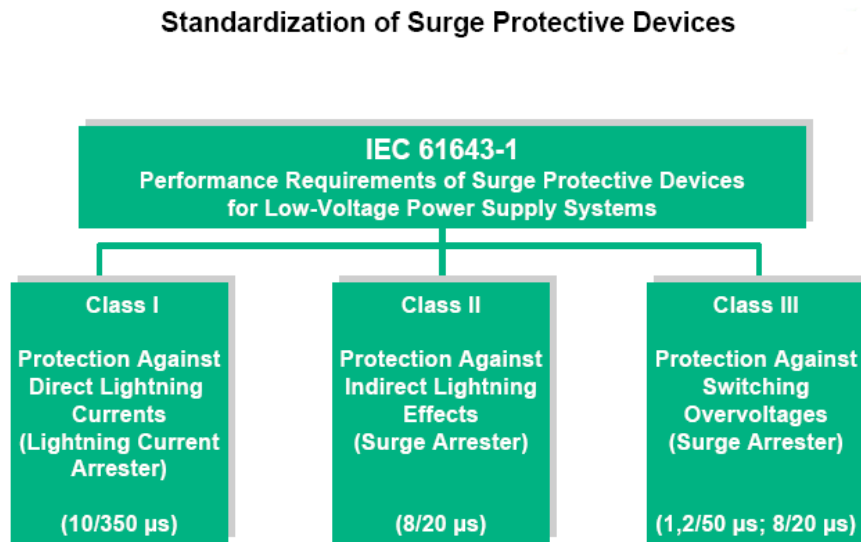 Standardization of Surge Protective Devices
IEC 61643-1
Performance Requirements of Surge Protective Devices
for Low-Voltage Power Supply Systems
Class I
Protection Against
Direct Lightning
Currents
(Lightning Current
Arrester)
(10/350 µs)
Class II
Protection Against
Indirect Lightning
Effects
(Surge Arrester)
(8/20 µs)
Class III
Protection Against
Switching
Overvoltages
(Surge Arrester)
(1,2/50 µs; 8/20 µs)